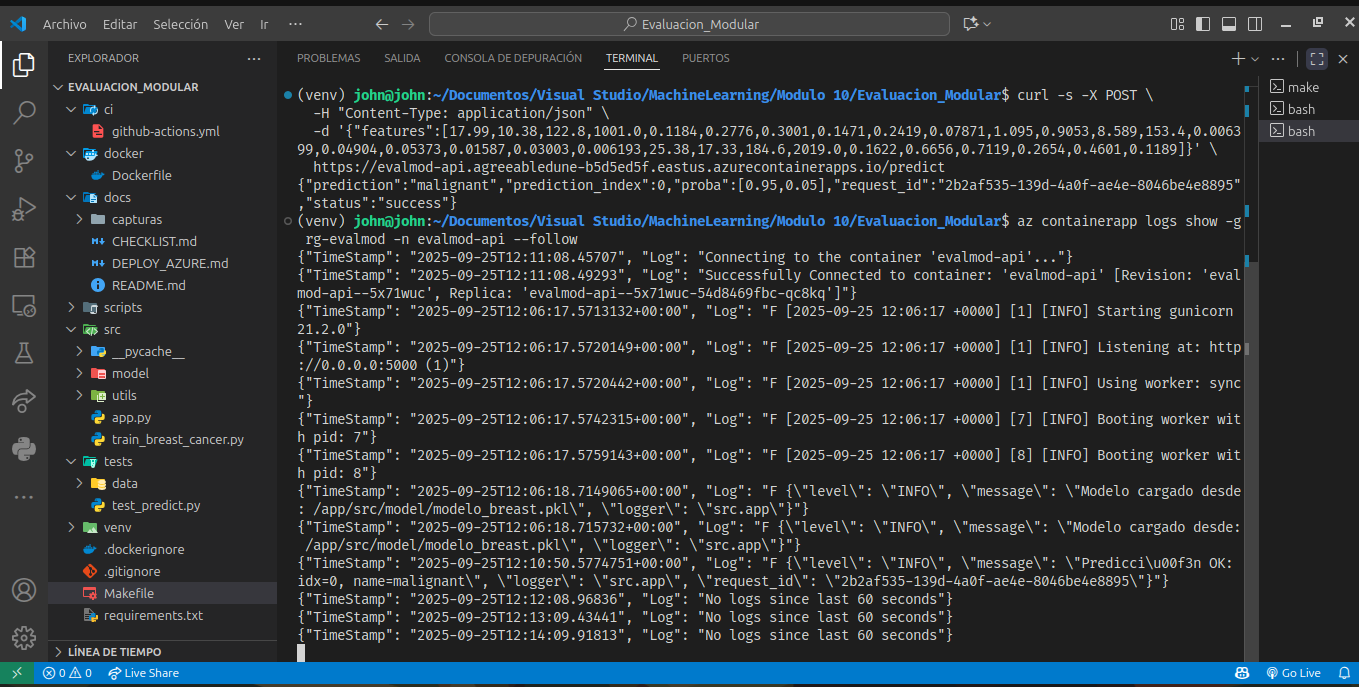 Archivo Editar Selección Ver Ir ···
Evaluacion_Modular
EXPLORADOR ···
EVALUACION_MODULAR
ci
github-actions.yml
docker
Dockerfile
docs
capturas
CHECKLIST.md
DEPLOY_AZURE.md
README.md
scripts
src
__pycache__
model
utils
app.py
train_breast_cancer.py
tests
data
test_predict.py
venv
.dockerignore
.gitignore
Makefile
requirements.txt
LÍNEA DE TIEMPO
PROBLEMAS SALIDA CONSOLA DE DEPURACIÓN TERMINAL PUERTOS
(venv) john@john:~/Documentos/Visual Studio/MachineLearning/Modulo 10/Evaluacion_Modular$ curl -s -X POST \
-H "Content-Type: application/json" \
-d '{"features":[17.99,10.38,122.8,1001.0,0.1184,0.2776,0.3001,0.1471,0.2419,0.07871,1.095,0.9053,8.589,153.4,0.0063
99,0.04904,0.05373,0.01587,0.03003,0.006193,25.38,17.33,184.6,2019.0,0.1622,0.6656,0.7119,0.2654,0.4601,0.1189]}' \
https://evalmod-api.agreeabledune-b5d5ed5f.eastus.azurecontainerapps.io/predict
{"prediction":"malignant","prediction_index":0,"proba":[0.95,0.05],"request_id":"2b2af535-139d-4a0f-ae4e-8046be4e8895"
,"status":"success"}
(venv) john@john:~/Documentos/Visual Studio/MachineLearning/Modulo 10/Evaluacion_Modular$ az containerapp logs show -g
rg-evalmod -n evalmod-api --follow
{"TimeStamp": "2025-09-25T12:11:08.45707", "Log": "Connecting to the container 'evalmod-api'..."}
{"TimeStamp": "2025-09-25T12:11:08.49293", "Log": "Successfully Connected to container: 'evalmod-api' [Revision: 'eval
mod-api--5x71wuc', Replica: 'evalmod-api--5x71wuc-54d8469fbc-qc8kq']"}
{"TimeStamp": "2025-09-25T12:06:17.5713132+00:00", "Log": "F [2025-09-25 12:06:17 +0000] [1] [INFO] Starting gunicorn
21.2.0"}
{"TimeStamp": "2025-09-25T12:06:17.5720149+00:00", "Log": "F [2025-09-25 12:06:17 +0000] [1] [INFO] Listening at: http
://0.0.0.0:5000 (1)"}
{"TimeStamp": "2025-09-25T12:06:17.5720442+00:00", "Log": "F [2025-09-25 12:06:17 +0000] [1] [INFO] Using worker: sync
"}
{"TimeStamp": "2025-09-25T12:06:17.5742315+00:00", "Log": "F [2025-09-25 12:06:17 +0000] [7] [INFO] Booting worker wit
h pid: 7"}
{"TimeStamp": "2025-09-25T12:06:17.5759143+00:00", "Log": "F [2025-09-25 12:06:17 +0000] [8] [INFO] Booting worker wit
h pid: 8"}
{"TimeStamp": "2025-09-25T12:06:18.7149065+00:00", "Log": "F {\"level\": \"INFO\", \"message\": \"Modelo cargado desde
: /app/src/model/modelo_breast.pkl\", \"logger\": \"src.app\"}"}
{"TimeStamp": "2025-09-25T12:06:18.715732+00:00", "Log": "F {\"level\": \"INFO\", \"message\": \"Modelo cargado desde:
/app/src/model/modelo_breast.pkl\", \"logger\": \"src.app\"}"}
{"TimeStamp": "2025-09-25T12:10:50.5774751+00:00", "Log": "F {\"level\": \"INFO\", \"message\": \"Predicci\u00f3n OK:
idx=0, name=malignant\", \"logger\": \"src.app\", \"request_id\": \"2b2af535-139d-4a0f-ae4e-8046be4e8895\"}"}
{"TimeStamp": "2025-09-25T12:12:08.96836", "Log": "No logs since last 60 seconds"}
{"TimeStamp": "2025-09-25T12:13:09.43441", "Log": "No logs since last 60 seconds"}
{"TimeStamp": "2025-09-25T12:14:09.91813", "Log": "No logs since last 60 seconds"}
make
bash
bash
0 0 Live Share
Go Live